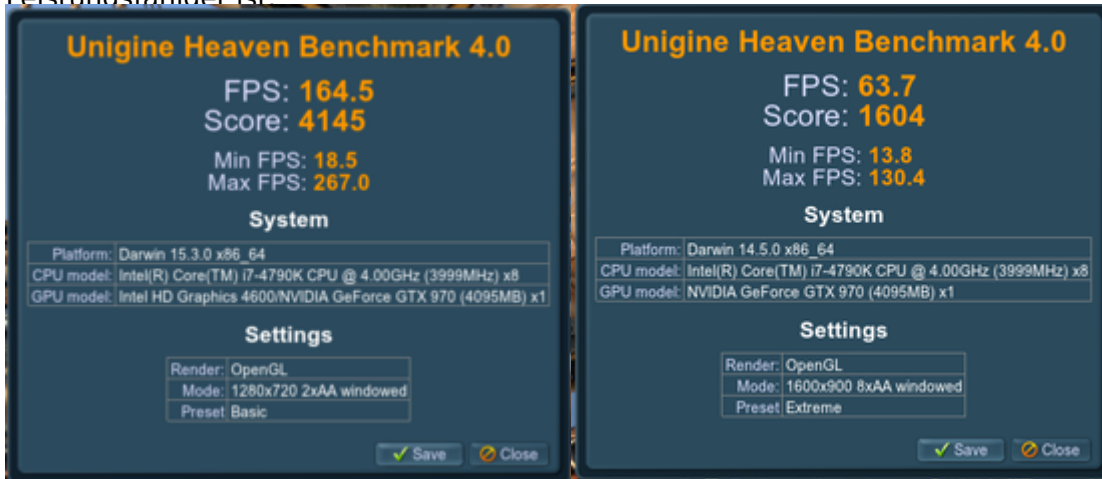 Unigine Heaven Benchmark 4.0
FPS: 164.5
Score: 4145
Min FPS: 18.5
Max FPS: 267.0
System
Platform: Darwin 15.3.0 x86_64
CPU model: Intel(R) Core(TM) i7-4790K CPU @ 4.00GHz (3999MHz) x8
GPU model: Intel HD Graphics 4600/NVIDIA GeForce GTX 970 (4095MB) x1
Settings
Render: OpenGL
Mode: 1280x720 2xAA windowed
Preset Basic
Save Close
Unigine Heaven Benchmark 4.0
FPS: 63.7
Score: 1604
Min FPS: 13.8
Max FPS: 130.4
System
Platform: Darwin 14.5.0 x86_64
CPU model: Intel(R) Core(TM) i7-4790K CPU @ 4.00GHz (3999MHz) x8
GPU model: NVIDIA GeForce GTX 970 (4095MB) x1
Settings
Render: OpenGL
Mode: 1600x900 8xAA windowed
Preset Extreme
Save Close